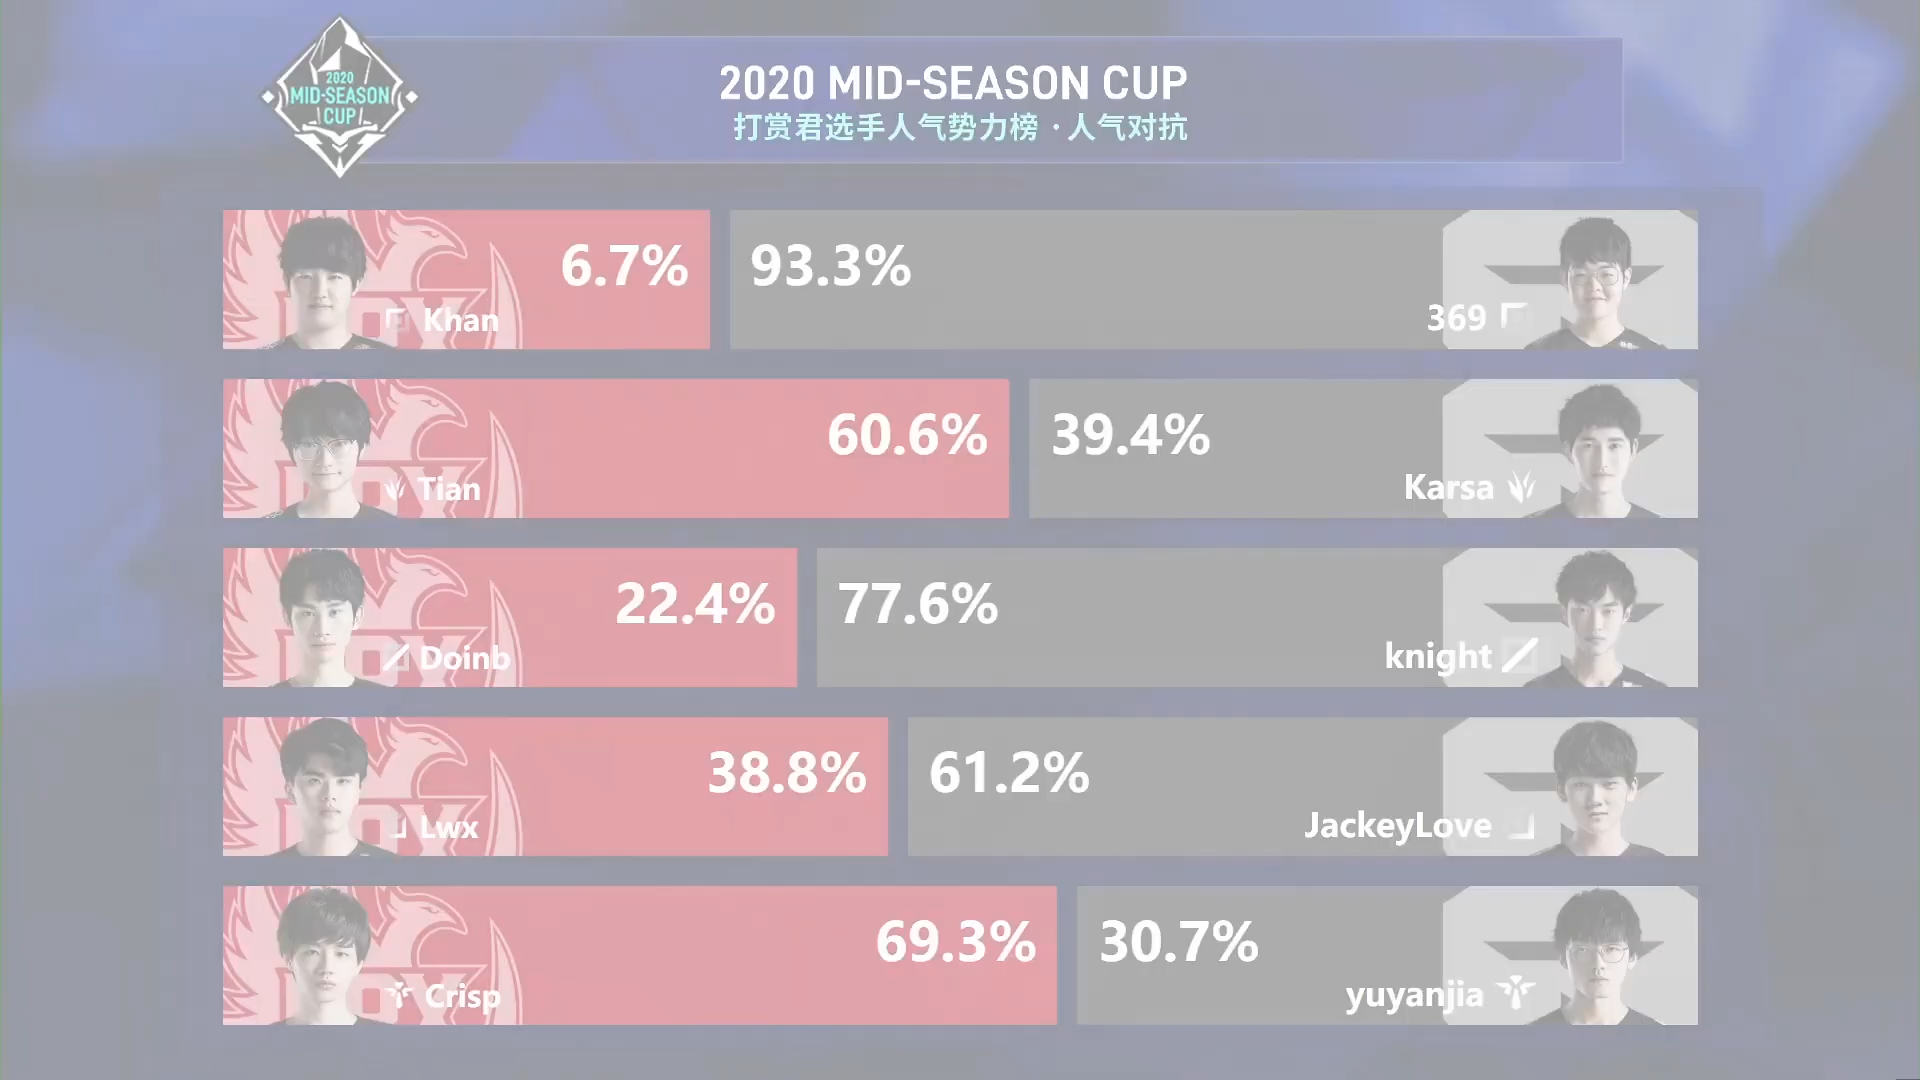 2020
MID-SEASON
CUP
2020 MID-SEASON CUP
打赏君选手人气势力榜·人气对抗
6.7% 93.3%
Khan 369
60.6% 39.4%
Tian Karsa
22.4% 77.6%
Doinb knight
38.8% 61.2%
Lwx JackeyLove
69.3% 30.7%
Crisp yuyanjia